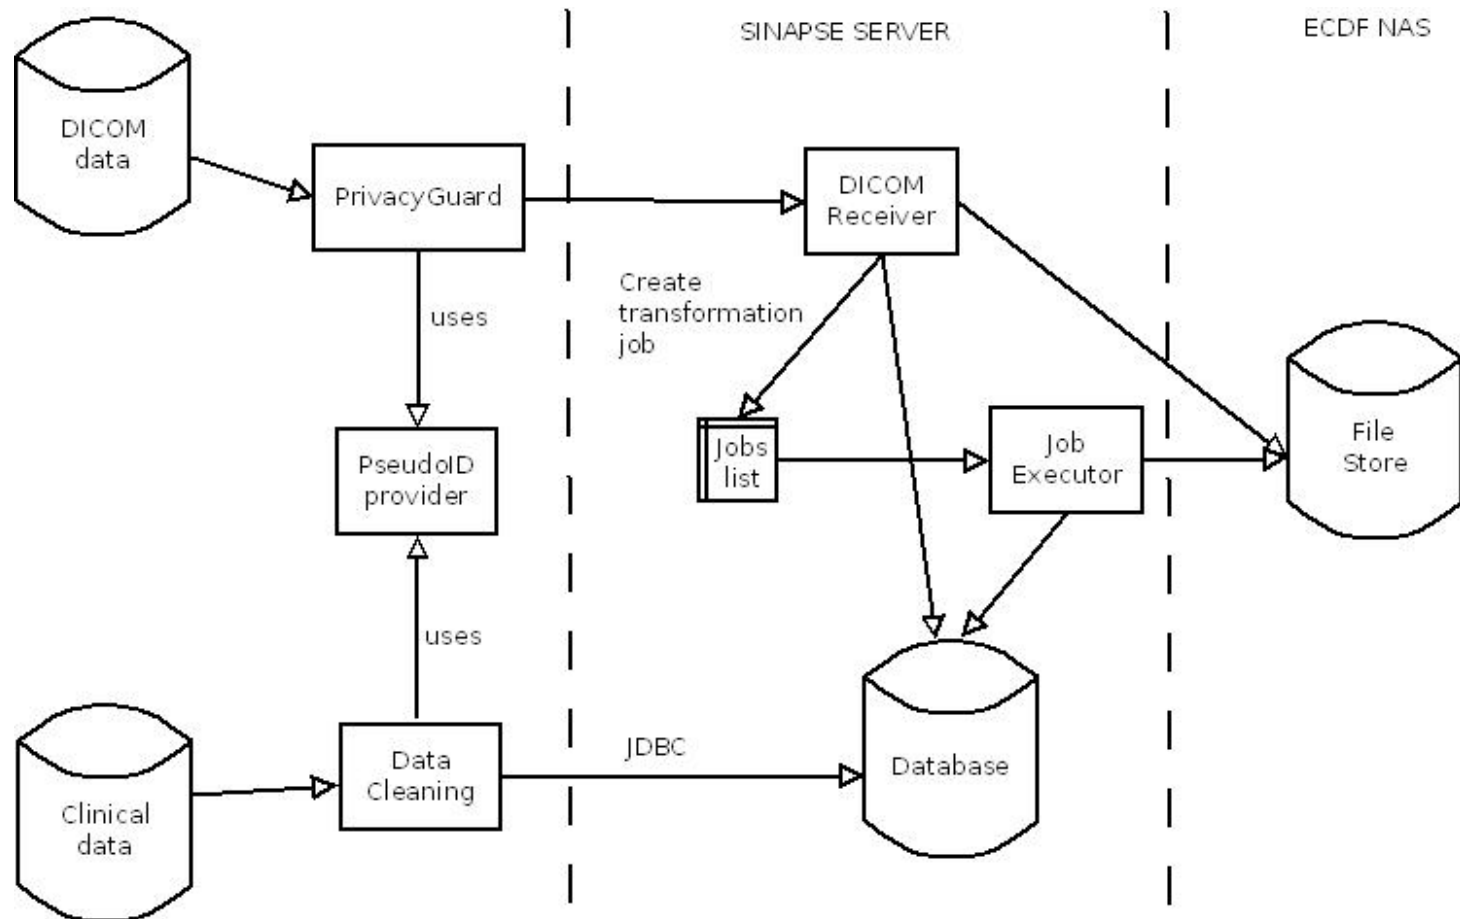 SINAPSE SERVER
ECDF NAS
DICOM
data
PrivacyGuard
DICOM
Receiver
Create
transformation
job
uses
Jobs
list
Job
Executor
File
Store
PseudoID
provider
uses
JDBC
Data
Cleaning
Database
Clinical
data